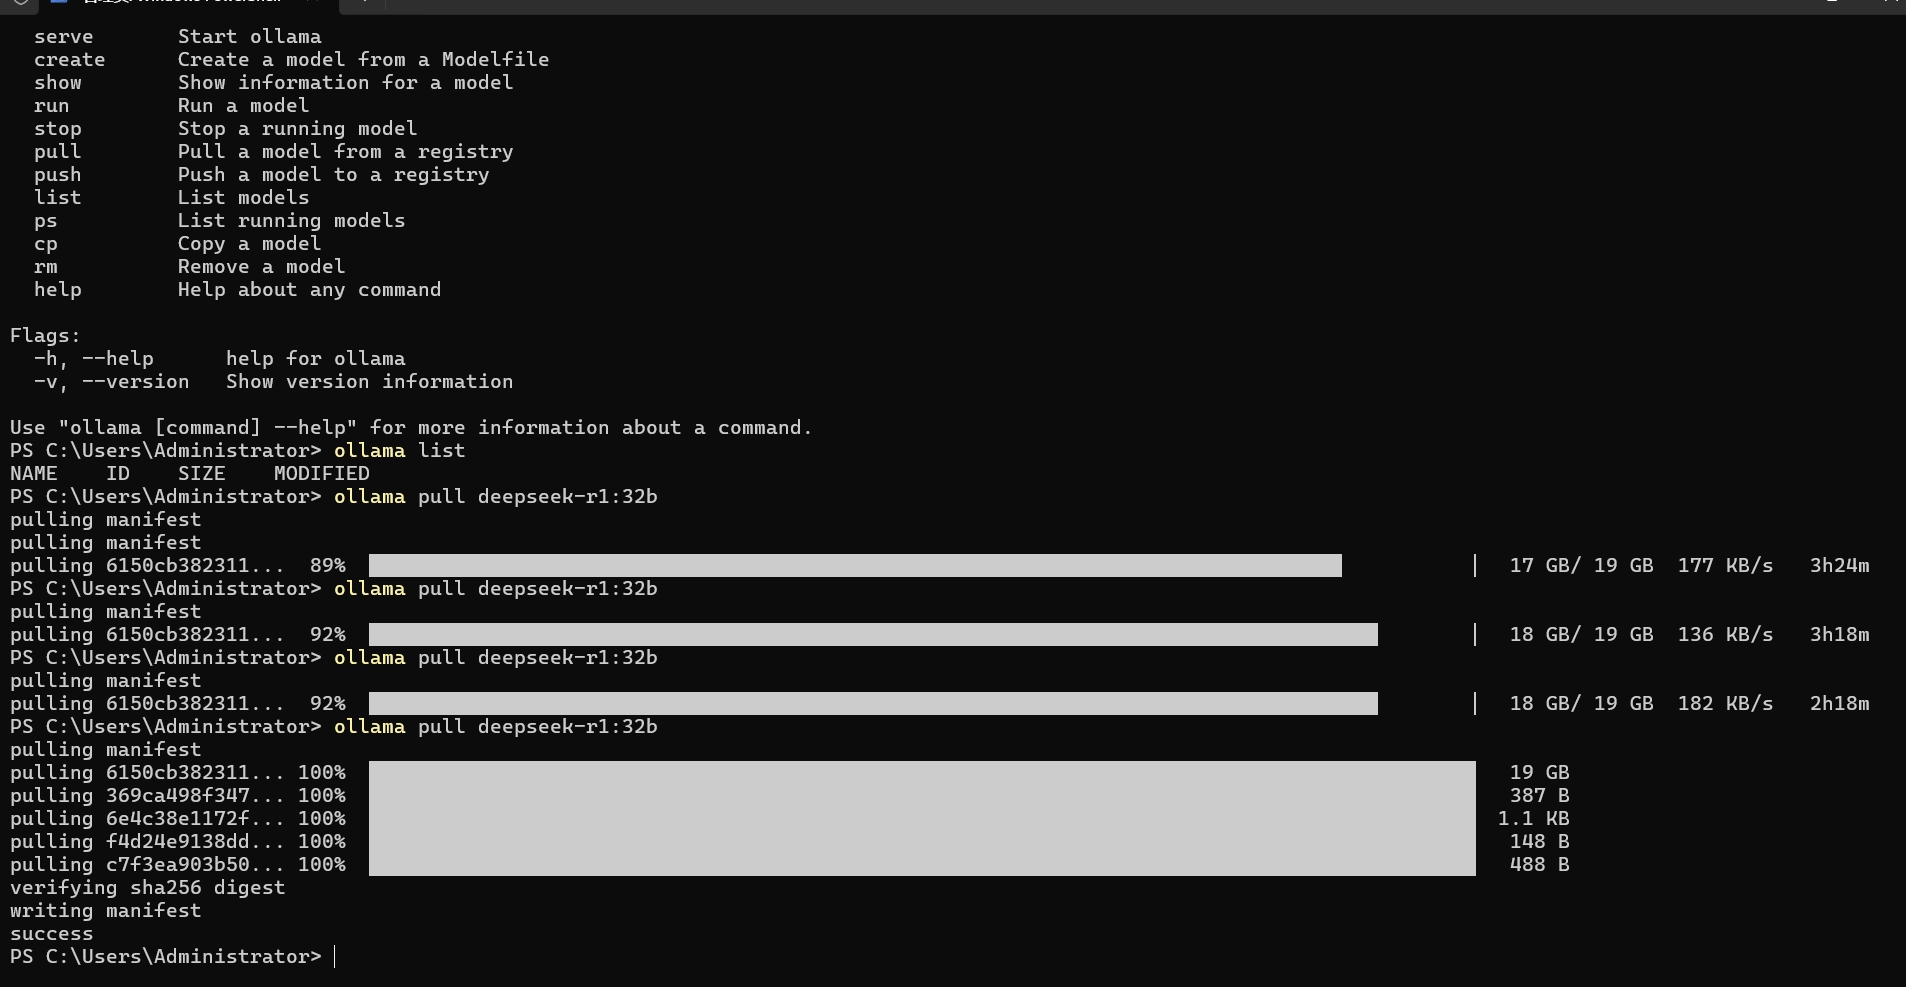 serve       Start ollama
create      Create a model from a Modelfile
show        Show information for a model
run         Run a model
stop        Stop a running model
pull        Pull a model from a registry
push        Push a model to a registry
list        List models
ps          List running models
cp          Copy a model
rm          Remove a model
help        Help about any command
Flags:
-h, --help      help for ollama
-v, --version   Show version information
Use "ollama [command] --help" for more information about a command.
PS C:\Users\Administrator> ollama list
NAME    ID    SIZE    MODIFIED
PS C:\Users\Administrator> ollama pull deepseek-r1:32b
pulling manifest
pulling manifest
pulling 6150cb382311...  89%  17 GB/ 19 GB  177 KB/s   3h24m
PS C:\Users\Administrator> ollama pull deepseek-r1:32b
pulling manifest
pulling 6150cb382311...  92%  18 GB/ 19 GB  136 KB/s   3h18m
PS C:\Users\Administrator> ollama pull deepseek-r1:32b
pulling manifest
pulling 6150cb382311...  92%  18 GB/ 19 GB  182 KB/s   2h18m
PS C:\Users\Administrator> ollama pull deepseek-r1:32b
pulling manifest
pulling 6150cb382311... 100%  19 GB
pulling 369ca498f347... 100%  387 B
pulling 6e4c38e1172f... 100%  1.1 KB
pulling f4d24e9138dd... 100%  148 B
pulling c7f3ea903b50... 100%  488 B
verifying sha256 digest
writing manifest
success
PS C:\Users\Administrator>